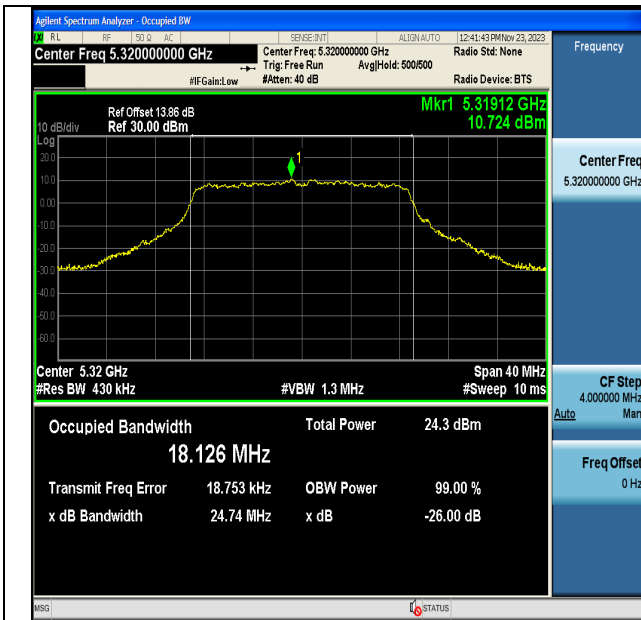 Agilent Spectrum Analyzer - Occupied BW
RL RF 50 Ω AC SENSE:INT ALIGN AUTO 12:41:43 PM Nov 23, 2023
Center Freq 5.320000000 GHz
Center Freq: 5.320000000 GHz
Radio Std: None
Trig: Free Run Avg|Hold: 500/500
#IFGain:Low
#Atten: 40 dB
Radio Device: BTS
Frequency
Mkr1 5.31912 GHz
10.724 dBm
Ref Offset 13.86 dB
10 dB/div Ref 30.00 dBm
Log
1
20.0
10.0
0.00
-10.0
-20.0
-30.0
-40.0
-50.0
-60.0
Center 5.32 GHz Span 40 MHz
#Res BW 430 kHz #VBW 1.3 MHz #Sweep 10 ms
Center Freq
5.320000000 GHz
CF Step
4.000000 MHz
Auto Man
Freq Offset
0 Hz
Occupied Bandwidth Total Power 24.3 dBm
18.126 MHz
Transmit Freq Error 18.753 kHz OBW Power 99.00 %
x dB Bandwidth 24.74 MHz x dB -26.00 dB
MSG STATUS